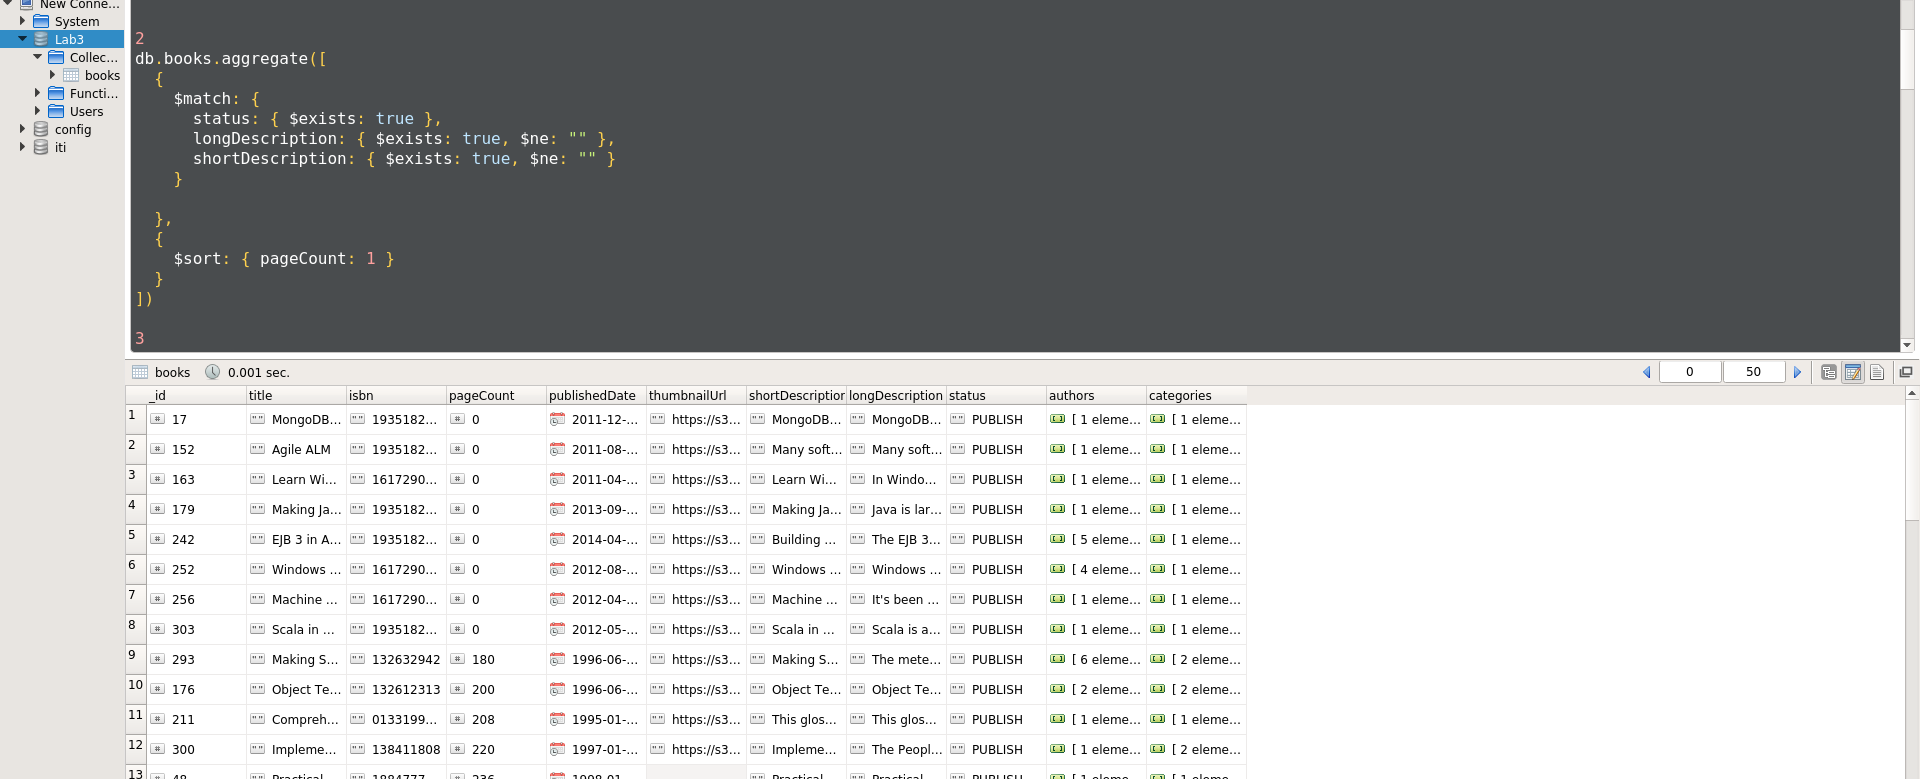 New Conne...
System
Lab3
Collec...
books
Functi...
Users
config
iti
2
db.books.aggregate([
  {
    $match: {
      status: { $exists: true },
      longDescription: { $exists: true, $ne: "" },
      shortDescription: { $exists: true, $ne: "" }
    }
  },
  {
    $sort: { pageCount: 1 }
  }
])
3
books 0.001 sec. 0 50
_id title isbn pageCount publishedDate thumbnailUrl shortDescription longDescription status authors categories
1 17 MongoDB... 1935182... 0 2011-12-... https://s3... MongoDB... MongoDB... PUBLISH [ 1 eleme... [ 1 eleme...
2 152 Agile ALM 1935182... 0 2011-08-... https://s3... Many soft... Many soft... PUBLISH [ 1 eleme... [ 1 eleme...
3 163 Learn Wi... 1617290... 0 2011-04-... https://s3... Learn Wi... In Windo... PUBLISH [ 1 eleme... [ 1 eleme...
4 179 Making Ja... 1935182... 0 2013-09-... https://s3... Making Ja... Java is lar... PUBLISH [ 1 eleme... [ 1 eleme...
5 242 EJB 3 in A... 1935182... 0 2014-04-... https://s3... Building ... The EJB 3... PUBLISH [ 5 eleme... [ 1 eleme...
6 252 Windows ... 1617290... 0 2012-08-... https://s3... Windows ... Windows ... PUBLISH [ 4 eleme... [ 1 eleme...
7 256 Machine ... 1617290... 0 2012-04-... https://s3... Machine ... It's been ... PUBLISH [ 1 eleme... [ 1 eleme...
8 303 Scala in ... 1935182... 0 2012-05-... https://s3... Scala in ... Scala is a... PUBLISH [ 1 eleme... [ 1 eleme...
9 293 Making S... 132632942 180 1996-06-... https://s3... Making S... The mete... PUBLISH [ 6 eleme... [ 2 eleme...
10 176 Object Te... 132612313 200 1996-06-... https://s3... Object Te... Object Te... PUBLISH [ 2 eleme... [ 2 eleme...
11 211 Compreh... 0133199... 208 1995-01-... https://s3... This glos... This glos... PUBLISH [ 1 eleme... [ 1 eleme...
12 300 Impleme... 138411808 220 1997-01-... https://s3... Impleme... The Peopl... PUBLISH [ 1 eleme... [ 2 eleme...
13 48 Practical... 1884777... 236 1998-01-... Practical... Practical... PUBLISH [ 1 eleme... [ 1 eleme...